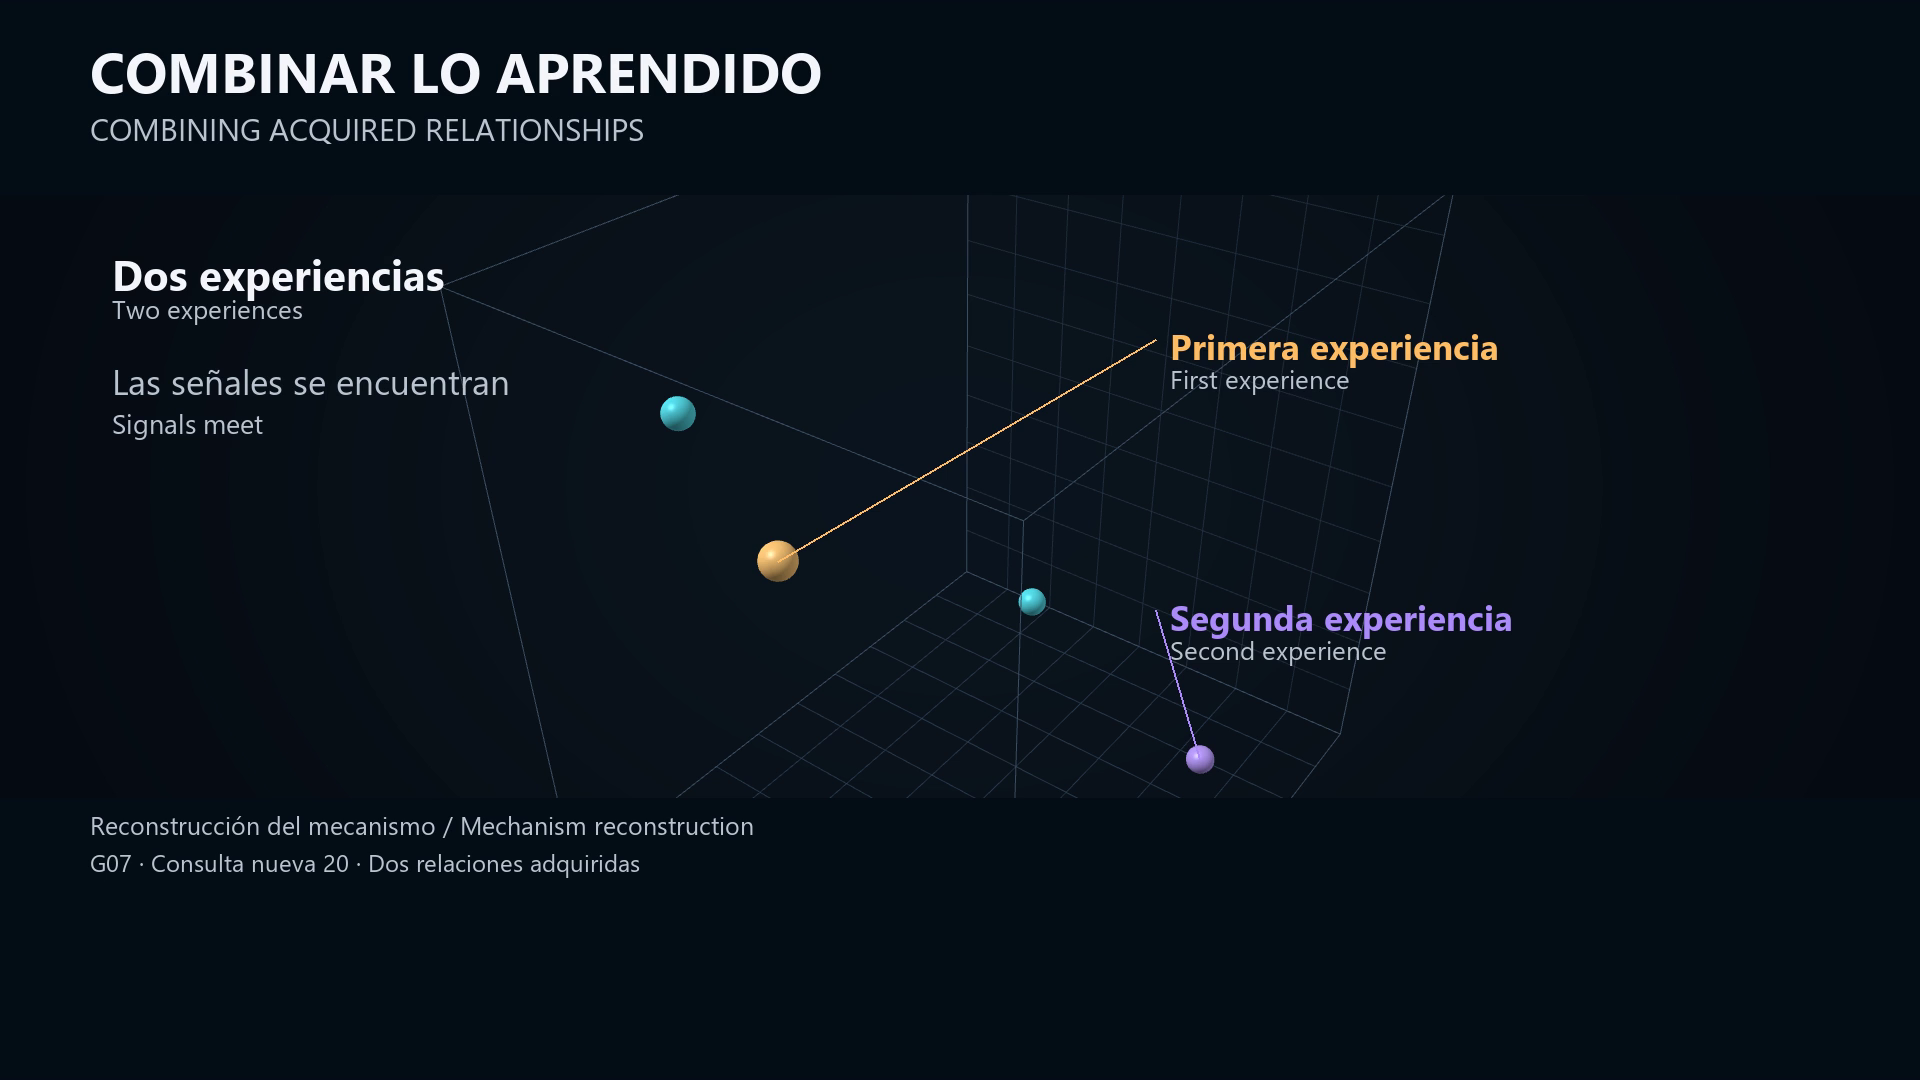 COMBINAR LO APRENDIDO
COMBINING ACQUIRED RELATIONSHIPS
Dos experiencias
Two experiences
Las señales se encuentran
Signals meet
Primera experiencia
First experience
Segunda experiencia
Second experience
Reconstrucción del mecanismo / Mechanism reconstruction
G07 · Consulta nueva 20 · Dos relaciones adquiridas